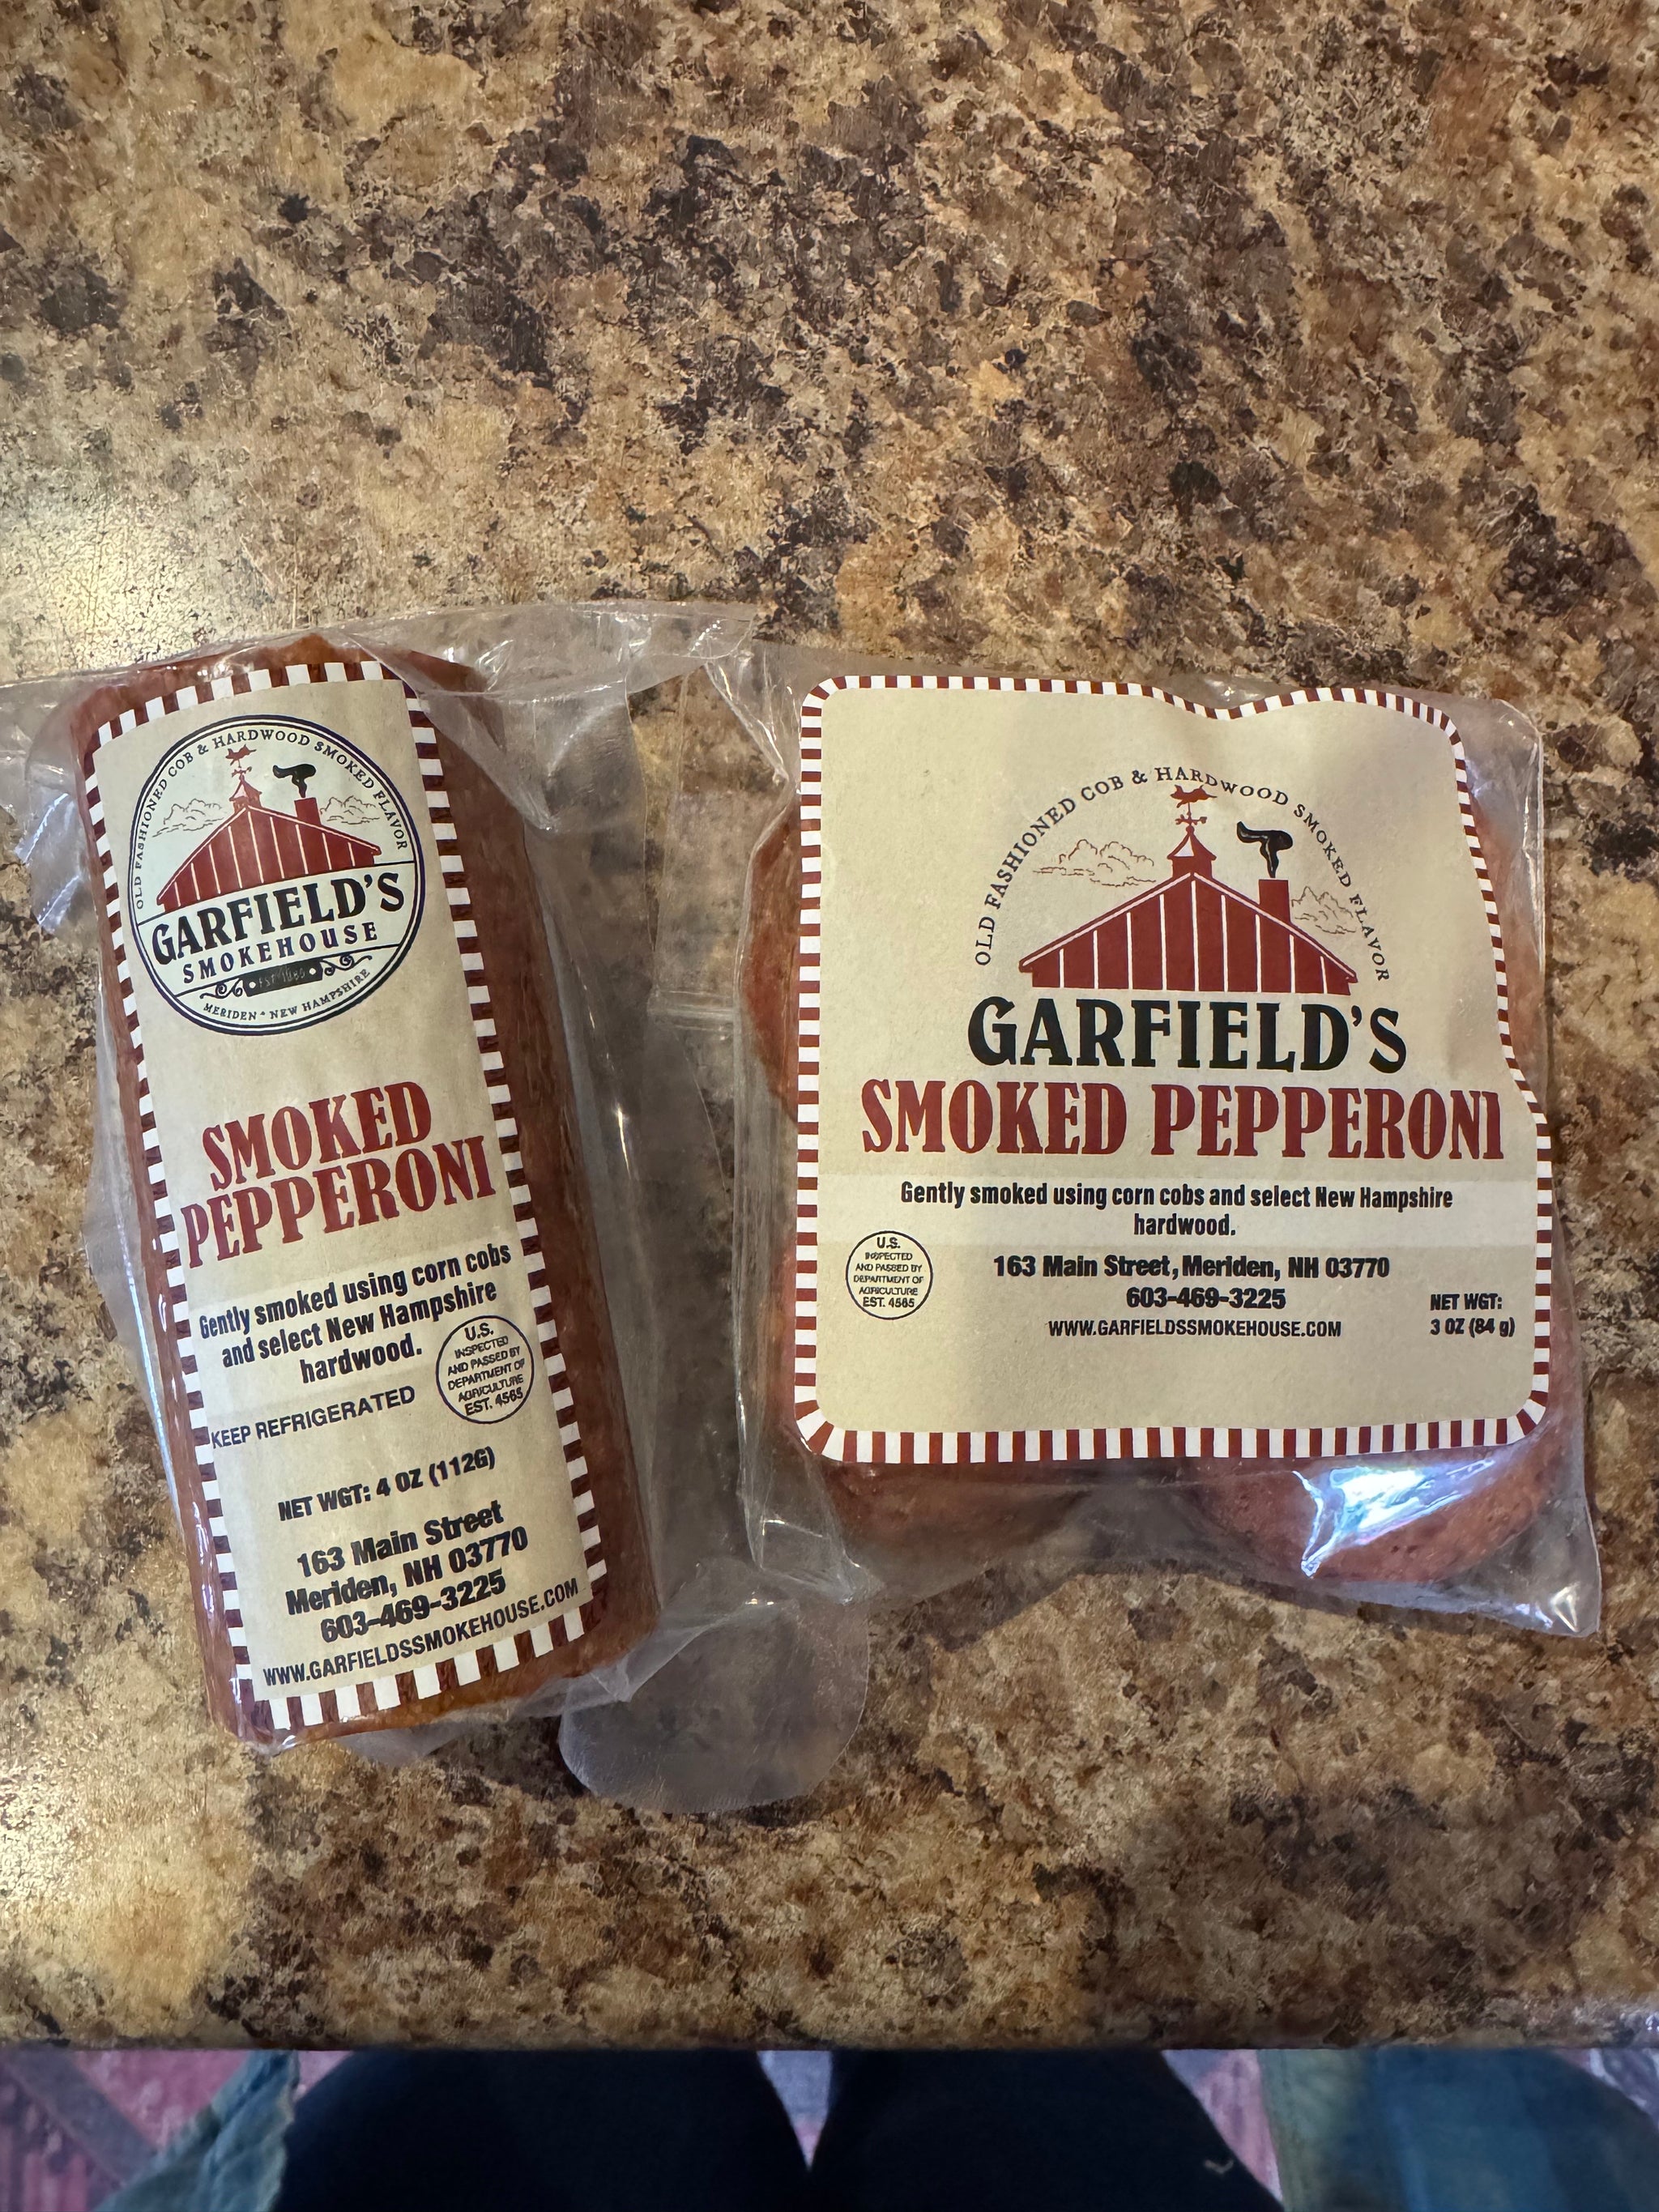 OLD FASHIONED COB & HARDWOOD SMOKED FLAVOR
GARFIELD'S
SMOKEHOUSE
EST 1986
MERIDEN • NEW HAMPSHIRE
SMOKED
PEPPERONI
Gently smoked using corn cobs
and select New Hampshire
hardwood.
U.S.
INSPECTED
AND PASSED BY
DEPARTMENT OF
AGRICULTURE
EST. 4565
KEEP REFRIGERATED
NET WGT: 4 OZ (112G)
163 Main Street
Meriden, NH 03770
603-469-3225
WWW.GARFIELDSSMOKEHOUSE.COM
OLD FASHIONED COB & HARDWOOD SMOKED FLAVOR
GARFIELD'S
SMOKED PEPPERONI
Gently smoked using corn cobs and select New Hampshire
hardwood.
U.S.
INSPECTED
AND PASSED BY
DEPARTMENT OF
AGRICULTURE
EST. 4565
163 Main Street, Meriden, NH 03770
603-469-3225
WWW.GARFIELDSSMOKEHOUSE.COM
NET WGT:
3 OZ (84 g)